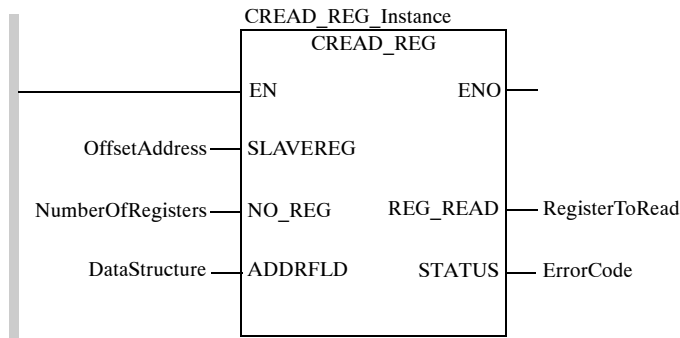 CREAD_REG_Instance
CREAD_REG
EN ENO
OffsetAddress SLAVEREG
NumberOfRegisters NO_REG REG_READ RegisterToRead
DataStructure ADDRFLD STATUS ErrorCode